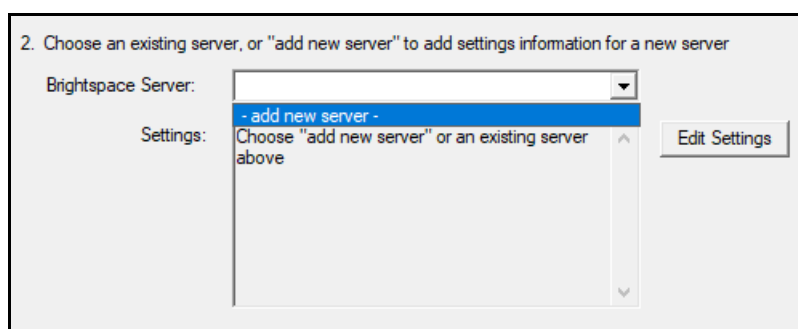 2. Choose an existing server, or "add new server" to add settings information for a new server
Brightspace Server:
- add new server -
Settings:
Choose "add new server" or an existing server
above
Edit Settings